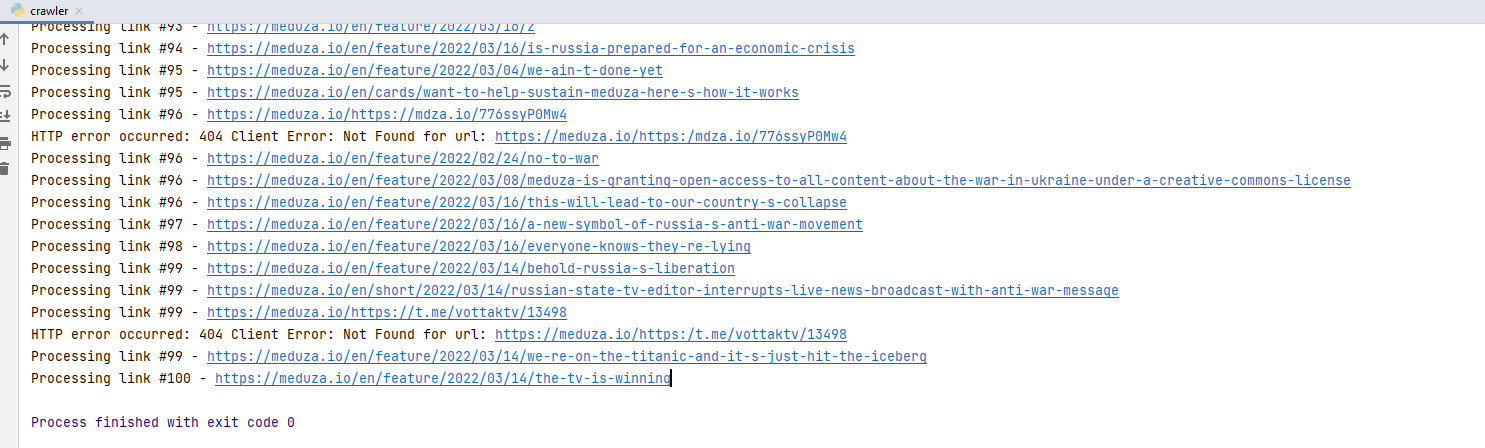 crawler
Processing link #93 - https://meduza.io/en/feature/2022/03/16/2
Processing link #94 - https://meduza.io/en/feature/2022/03/16/is-russia-prepared-for-an-economic-crisis
Processing link #95 - https://meduza.io/en/feature/2022/03/04/we-ain-t-done-yet
Processing link #95 - https://meduza.io/en/cards/want-to-help-sustain-meduza-here-s-how-it-works
Processing link #96 - https://meduza.io/https://mdza.io/776ssyP0Mw4
HTTP error occurred: 404 Client Error: Not Found for url: https://meduza.io/https:/mdza.io/776ssyP0Mw4
Processing link #96 - https://meduza.io/en/feature/2022/02/24/no-to-war
Processing link #96 - https://meduza.io/en/feature/2022/03/08/meduza-is-granting-open-access-to-all-content-about-the-war-in-ukraine-under-a-creative-commons-license
Processing link #96 - https://meduza.io/en/feature/2022/03/16/this-will-lead-to-our-country-s-collapse
Processing link #97 - https://meduza.io/en/feature/2022/03/16/a-new-symbol-of-russia-s-anti-war-movement
Processing link #98 - https://meduza.io/en/feature/2022/03/16/everyone-knows-they-re-lying
Processing link #99 - https://meduza.io/en/feature/2022/03/14/behold-russia-s-liberation
Processing link #99 - https://meduza.io/en/short/2022/03/14/russian-state-tv-editor-interrupts-live-news-broadcast-with-anti-war-message
Processing link #99 - https://meduza.io/https://t.me/vottaktv/13498
HTTP error occurred: 404 Client Error: Not Found for url: https://meduza.io/https:/t.me/vottaktv/13498
Processing link #99 - https://meduza.io/en/feature/2022/03/14/we-re-on-the-titanic-and-it-s-just-hit-the-iceberg
Processing link #100 - https://meduza.io/en/feature/2022/03/14/the-tv-is-winning
Process finished with exit code 0